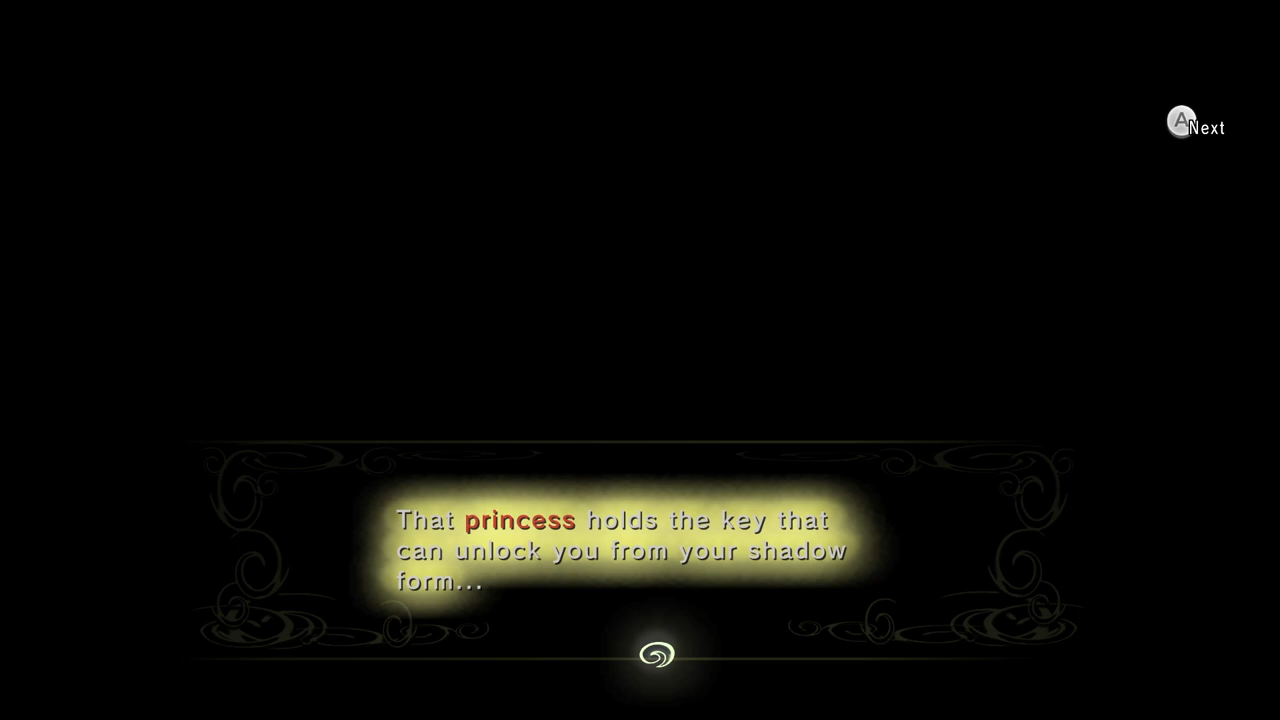 A Next
That princess holds the key that
can unlock you from your shadow
form...